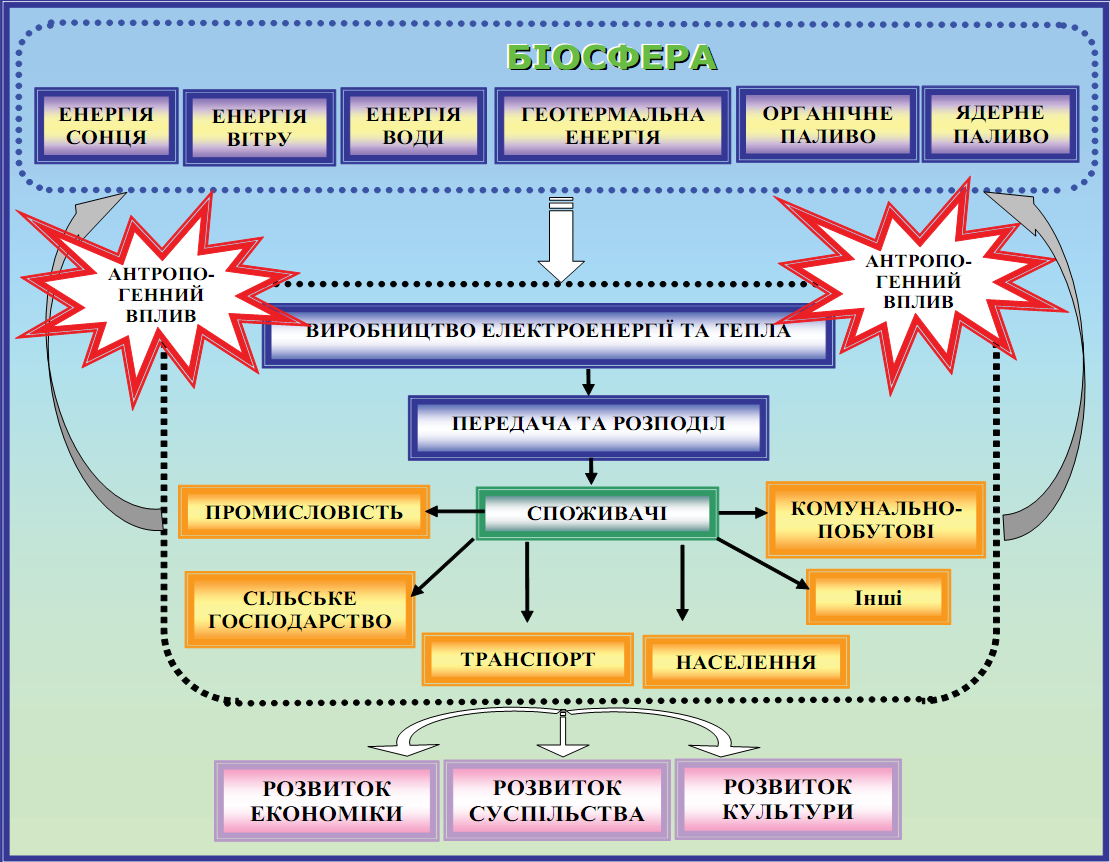 БІОСФЕРА
ЕНЕРГІЯ
СОНЦЯ
ЕНЕРГІЯ
ВІТРУ
ЕНЕРГІЯ
ВОДИ
ГЕОТЕРМАЛЬНА
ЕНЕРГІЯ
ОРГАНІЧНЕ
ПАЛИВО
ЯДЕРНЕ
ПАЛИВО
АНТРОПО-
ГЕННИЙ
ВПЛИВ
АНТРОПО-
ГЕННИЙ
ВПЛИВ
ВИРОБНИЦТВО ЕЛЕКТРОЕНЕРГІЇ ТА ТЕПЛА
ПЕРЕДАЧА ТА РОЗПОДІЛ
ПРОМИСЛОВІСТЬ
СПОЖИВАЧІ
КОМУНАЛЬНО-
ПОБУТОВІ
СІЛЬСЬКЕ
ГОСПОДАРСТВО
Інші
ТРАНСПОРТ
НАСЕЛЕННЯ
РОЗВИТОК
ЕКОНОМІКИ
РОЗВИТОК
СУСПІЛЬСТВА
РОЗВИТОК
КУЛЬТУРИ